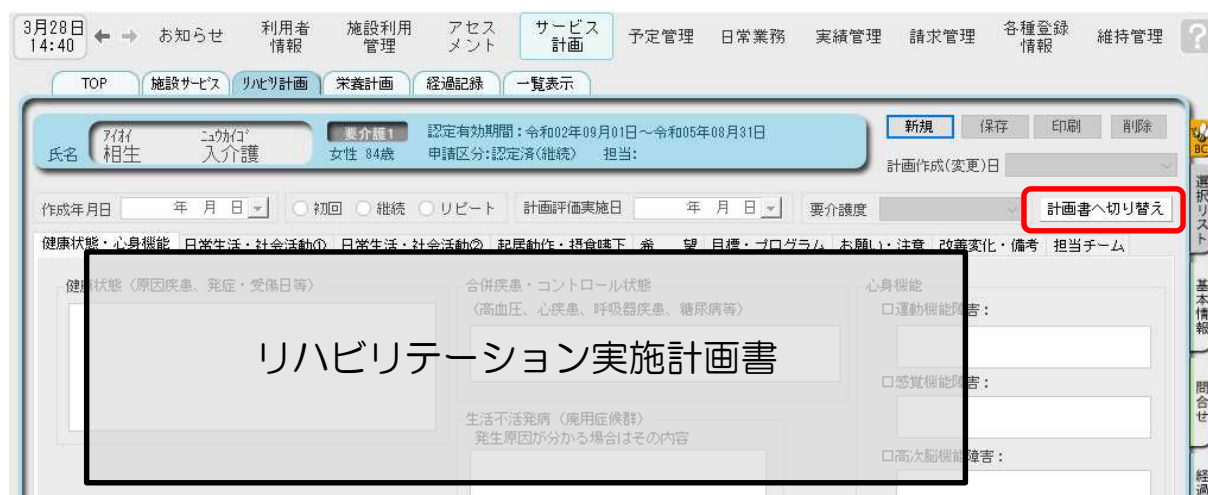 3月28日 14:40 ← → お知らせ 利用者情報 施設利用管理 アセスメント サービス計画 予定管理 日常業務 実績管理 請求管理 各種登録情報 維持管理 ?
TOP 施設サービス リハビリ計画 栄養計画 経過記録 一覧表示
氏名 アイオイ ニュウカイゴ 相生 入介護 要介護1 女性 84歳
認定有効期間：令和02年09月01日～令和05年08月31日
申請区分:認定済(継続) 担当:
新規 保存 印刷 削除
計画作成(変更)日
作成年月日 年 月 日 初回 継続 リピート 計画評価実施日 年 月 日 要介護度 計画書へ切り替え
健康状態・心身機能 日常生活・社会活動① 日常生活・社会活動② 起居動作・摂食嚥下 希 望 目標・プログラム お願い・注意 改善変化・備考 担当チーム
健康状態（原因疾患、発症・受傷日等） 合併疾患・コントロール状態 心身機能
（高血圧、心疾患、呼吸器疾患、糖尿病等） □運動機能障害：
リハビリテーション実施計画書
□感覚機能障害：
生活不活発病（廃用症候群）
発生原因が分かる場合はその内容
□高次脳機能障害：
BC
選択リスト
基本情報
問合せ
経過